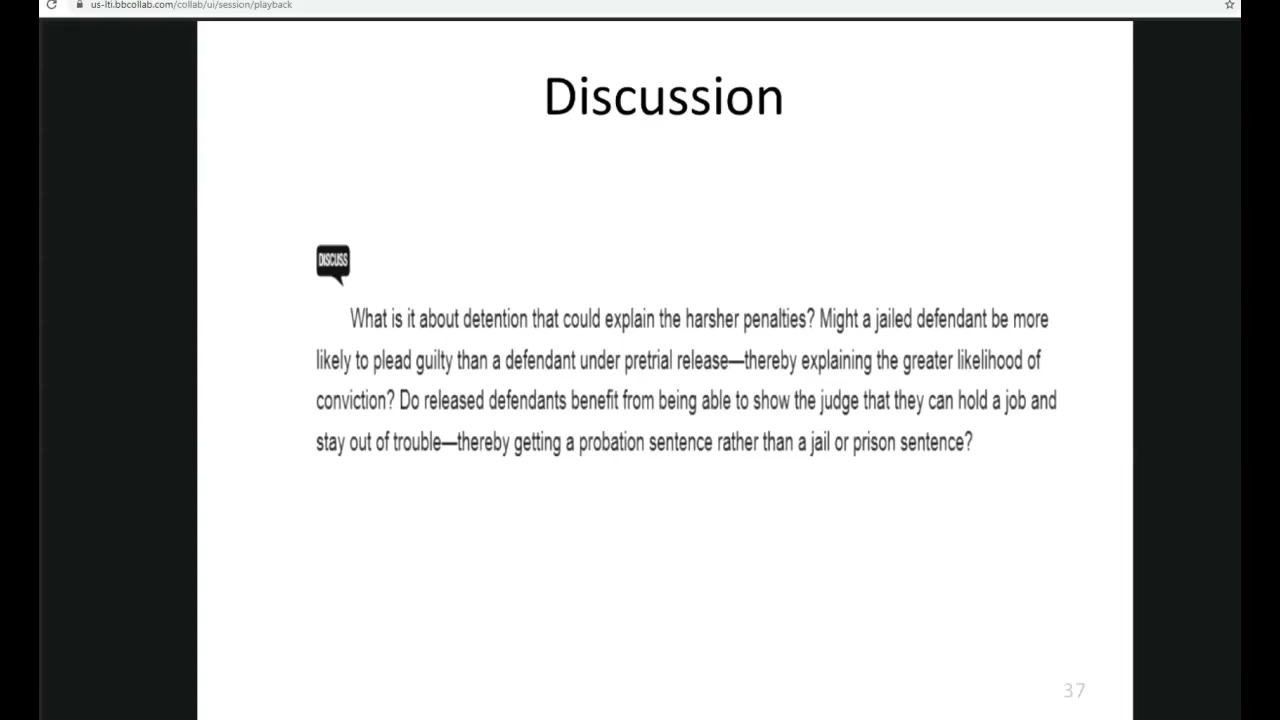 us-lti.bbcollab.com/collab/ui/session/playback
Discussion
DISCUSS
What is it about detention that could explain the harsher penalties? Might a jailed defendant be more
likely to plead guilty than a defendant under pretrial release—thereby explaining the greater likelihood of
conviction? Do released defendants benefit from being able to show the judge that they can hold a job and
stay out of trouble—thereby getting a probation sentence rather than a jail or prison sentence?
37